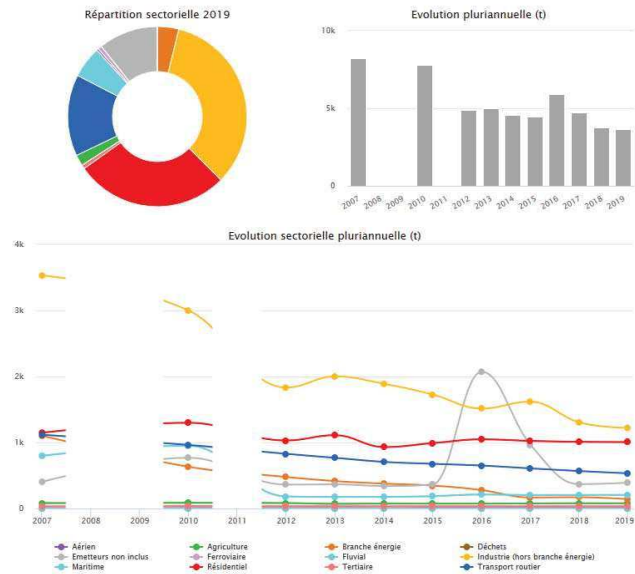 Répartition sectorielle 2019
Evolution pluriannuelle (t)
10k
5k
0
2007 2008 2009 2010 2011 2012 2013 2014 2015 2016 2017 2018 2019
Evolution sectorielle pluriannuelle (t)
4k
3k
2k
1k
0
2007 2008 2009 2010 2011 2012 2013 2014 2015 2016 2017 2018 2019
Aérien Agriculture Branche énergie Déchets
Emetteurs non inclus Ferroviaire Fluvial Industrie (hors branche énergie)
Maritime Résidentiel Tertiaire Transport routier